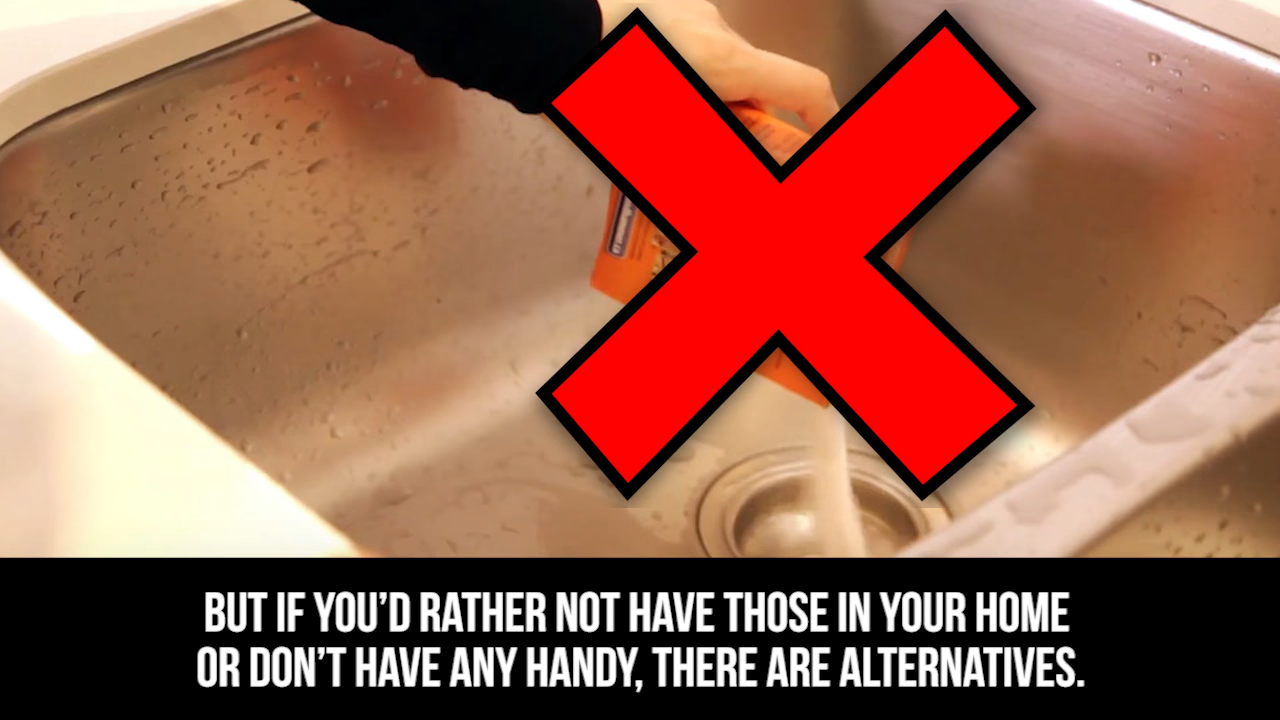 BUT IF YOU'D RATHER NOT HAVE THOSE IN YOUR HOME
OR DON'T HAVE ANY HANDY, THERE ARE ALTERNATIVES.